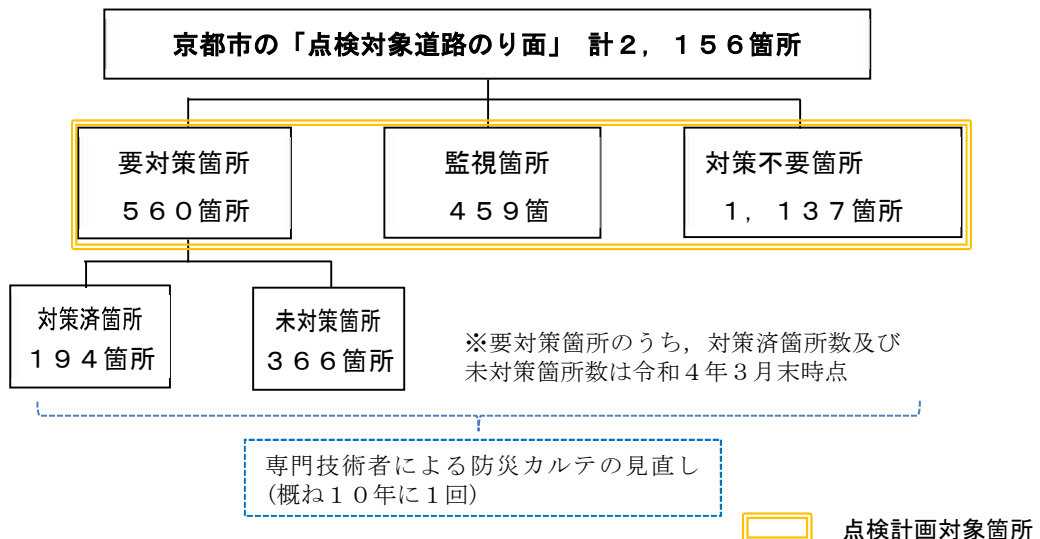 京都市の「点検対象道路のり面」 計２，１５６箇所
要対策箇所
５６０箇所
監視箇所
４５９箇
対策不要箇所
１，１３７箇所
対策済箇所
１９４箇所
未対策箇所
３６６箇所
※要対策箇所のうち，対策済箇所数及び
未対策箇所数は令和４年３月末時点
専門技術者による防災カルテの見直し
（概ね１０年に１回）
点検計画対象箇所